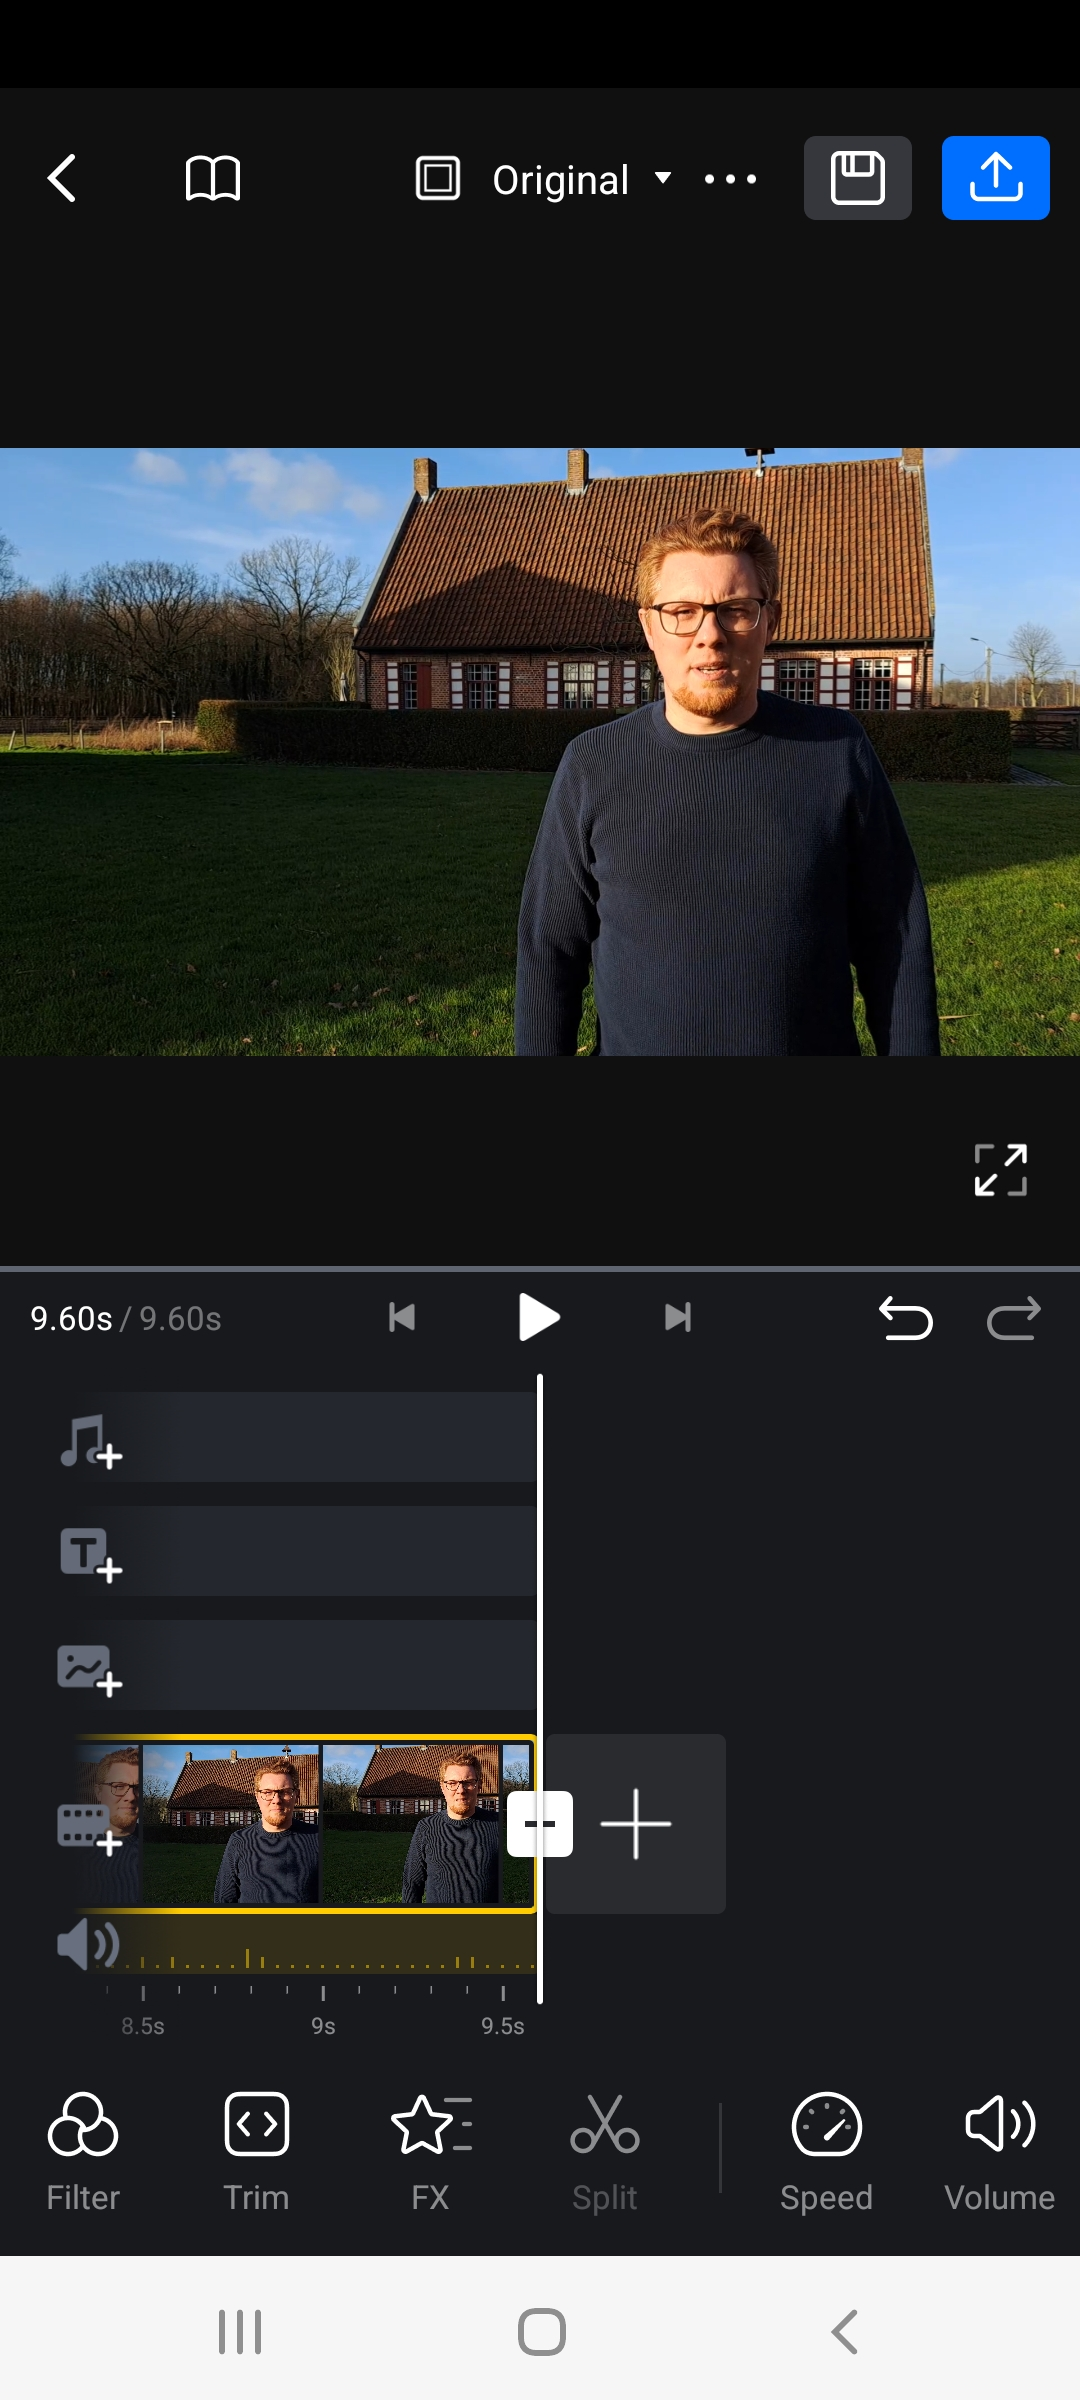 Original
9.60s / 9.60s
8.5s 9s 9.5s
Filter Trim FX Split Speed Volume